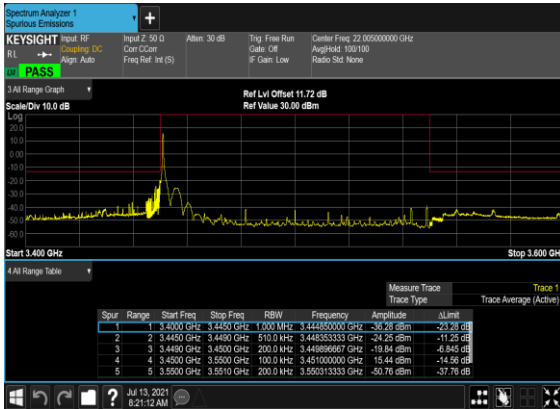 Spectrum Analyzer 1
Spurious Emissions
+
KEYSIGHT Input: RF Input Z: 50 Ω Atten: 30 dB Trig: Free Run Center Freq: 22.005000000 GHz
RL Coupling: DC Corr CCorr Gate: Off Avg|Hold: 100/100
Align: Auto Freq Ref: Int (S) IF Gain: Low Radio Std: None
PASS
3 All Range Graph
Ref Lvl Offset 11.72 dB
Scale/Div 10.0 dB Ref Value 30.00 dBm
Log
20.0
10.0
0.00
-10.0
-20.0
-30.0
-40.0
-50.0
-60.0
Start 3.400 GHz Stop 3.600 GH
4 All Range Table
Measure Trace Trace 1
Trace Type Trace Average (Active)
Spur Range Start Freq Stop Freq RBW Frequency Amplitude ΔLimit
1 1 3.4000 GHz 3.4450 GHz 1.000 MHz 3.444850000 GHz -36.28 dBm -23.28 dB
2 2 3.4450 GHz 3.4490 GHz 510.0 kHz 3.448353333 GHz -24.25 dBm -11.25 dB
3 3 3.4490 GHz 3.4500 GHz 200.0 kHz 3.449896667 GHz -19.84 dBm -6.845 dB
4 4 3.4500 GHz 3.5500 GHz 100.0 kHz 3.451000000 GHz 15.44 dBm -14.56 dB
5 5 3.5500 GHz 3.5510 GHz 200.0 kHz 3.550313333 GHz -50.76 dBm -37.76 dB
? Jul 13, 2021
8:21:12 AM